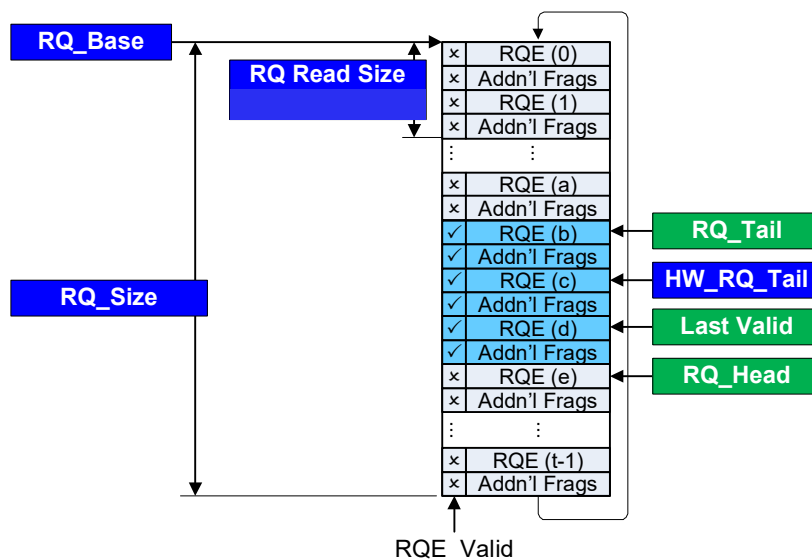 RQ_Base
RQ Read Size
RQ_Size
× RQE (0)
× Addn'l Frags
× RQE (1)
× Addn'l Frags
⋮ ⋮
× RQE (a)
× Addn'l Frags
✓ RQE (b)
✓ Addn'l Frags
✓ RQE (c)
✓ Addn'l Frags
✓ RQE (d)
✓ Addn'l Frags
× RQE (e)
× Addn'l Frags
⋮ ⋮
× RQE (t-1)
× Addn'l Frags
RQ_Tail
HW_RQ_Tail
Last Valid
RQ_Head
RQE Valid